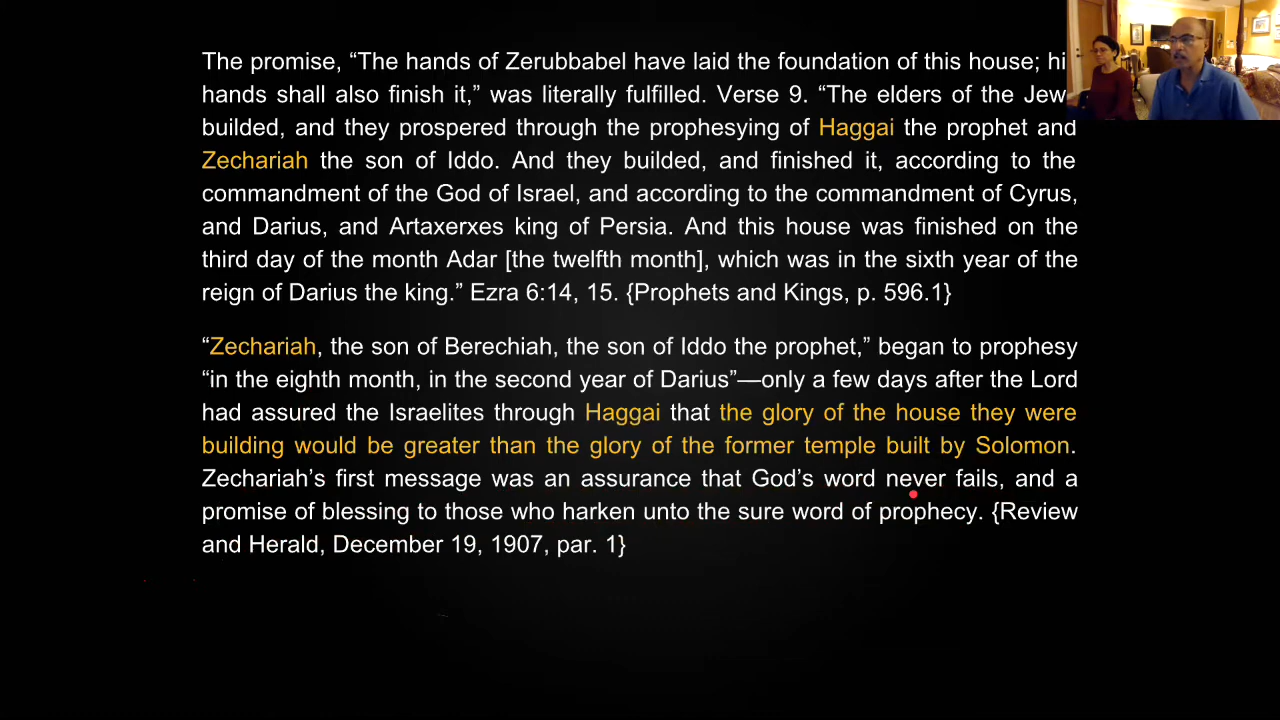 The promise, “The hands of Zerubbabel have laid the foundation of this house; hi
hands shall also finish it,” was literally fulfilled. Verse 9. “The elders of the Jew
builded, and they prospered through the prophesying of Haggai the prophet and
Zechariah the son of Iddo. And they builded, and finished it, according to the
commandment of the God of Israel, and according to the commandment of Cyrus,
and Darius, and Artaxerxes king of Persia. And this house was finished on the
third day of the month Adar [the twelfth month], which was in the sixth year of the
reign of Darius the king.” Ezra 6:14, 15. {Prophets and Kings, p. 596.1}
“Zechariah, the son of Berechiah, the son of Iddo the prophet,” began to prophesy
“in the eighth month, in the second year of Darius”—only a few days after the Lord
had assured the Israelites through Haggai that the glory of the house they were
building would be greater than the glory of the former temple built by Solomon.
Zechariah’s first message was an assurance that God’s word never fails, and a
promise of blessing to those who harken unto the sure word of prophecy. {Review
and Herald, December 19, 1907, par. 1}